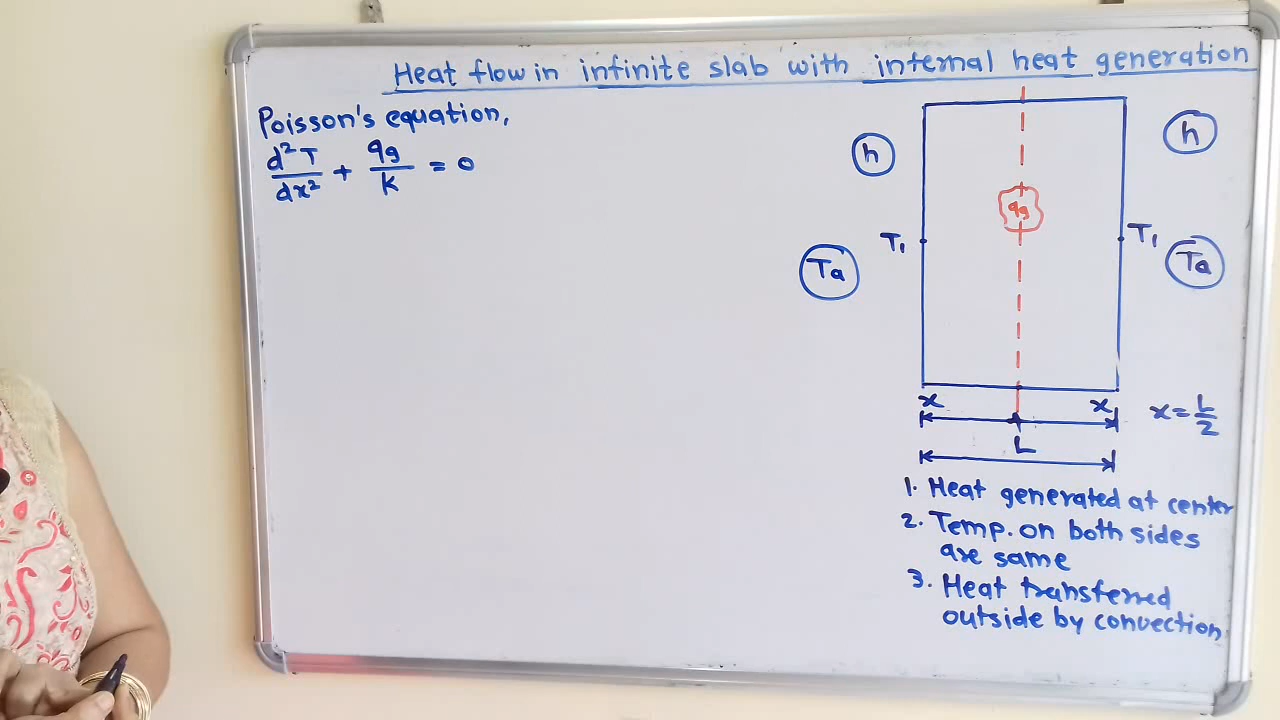 Heat flow in infinite slab with internal heat generation
Poisson's equation,
d²T/dx² + qg/k = 0
h
h
qg
T1
T1
Ta
Ta
x
x
x = L/2
L
1. Heat generated at center
2. Temp. on both sides
are same
3. Heat transferred
outside by convection